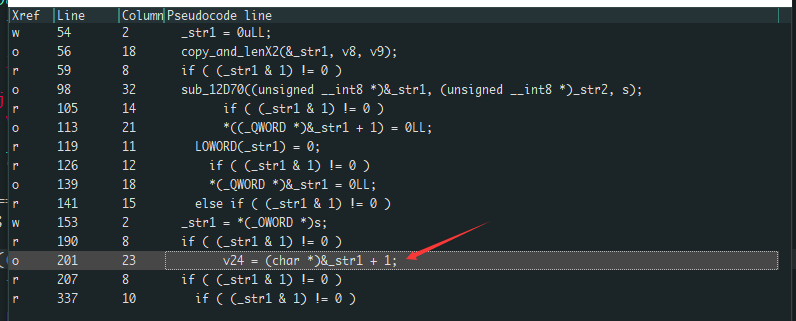 Xref Line Column Pseudocode line
w 54 2 _str1 = 0uLL;
o 56 18 copy_and_lenX2(&_str1, v8, v9);
r 59 8 if ( (_str1 & 1) != 0 )
o 98 32 sub_12D70((unsigned __int8 *)&_str1, (unsigned __int8 *)_str2, s);
r 105 14 if ( (_str1 & 1) != 0 )
o 113 21 *((_QWORD *)&_str1 + 1) = 0LL;
r 119 11 LOWORD(_str1) = 0;
r 126 12 if ( (_str1 & 1) != 0 )
o 139 18 *(_QWORD *)&_str1 = 0LL;
r 141 15 else if ( (_str1 & 1) != 0 )
w 153 2 _str1 = *(_OWORD *)s;
r 190 8 if ( (_str1 & 1) != 0 )
o 201 23 v24 = (char *)&_str1 + 1;
r 207 8 if ( (_str1 & 1) != 0 )
r 337 10 if ( (_str1 & 1) != 0 )